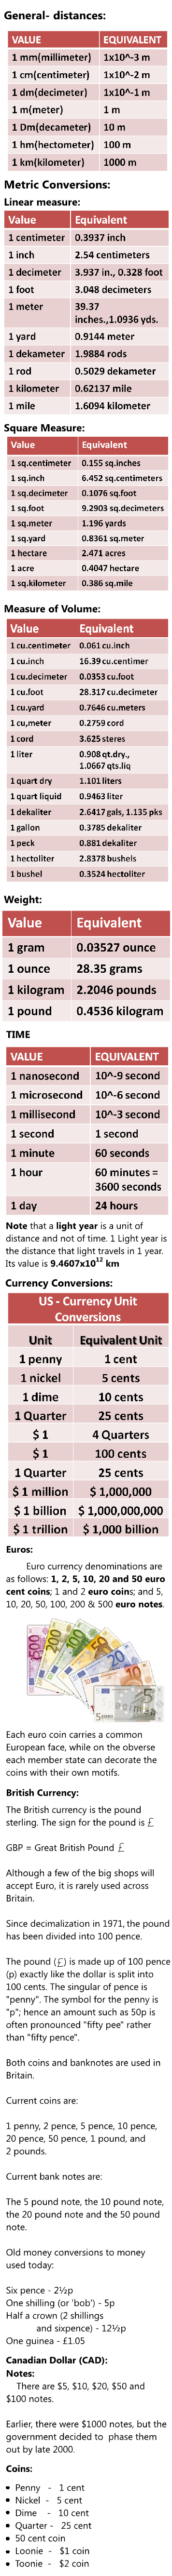 General- distances:
VALUE EQUIVALENT
1 mm(millimeter) 1x10^-3 m
1 cm(centimeter) 1x10^-2 m
1 dm(decimeter) 1x10^-1 m
1 m(meter) 1 m
1 Dm(decameter) 10 m
1 hm(hectometer) 100 m
1 km(kilometer) 1000 m
Metric Conversions:
Linear measure:
Value Equivalent
1 centimeter 0.3937 inch
1 inch 2.54 centimeters
1 decimeter 3.937 in., 0.328 foot
1 foot 3.048 decimeters
1 meter 39.37
inches.,1.0936 yds.
1 yard 0.9144 meter
1 dekameter 1.9884 rods
1 rod 0.5029 dekameter
1 kilometer 0.62137 mile
1 mile 1.6094 kilometer
Square Measure:
Value Equivalent
1 sq.centimeter 0.155 sq.inches
1 sq.inch 6.452 sq.centimeters
1 sq.decimeter 0.1076 sq.foot
1 sq.foot 9.2903 sq.decimeters
1 sq.meter 1.196 yards
1 sq.yard 0.8361 sq.meter
1 hectare 2.471 acres
1 acre 0.4047 hectare
1 sq.kilometer 0.386 sq.mile
Measure of Volume:
Value Equivalent
1 cu.centimeter 0.061 cu.inch
1 cu.inch 16.39 cu.centimer
1 cu.decimeter 0.0353 cu.foot
1 cu.foot 28.317 cu.decimeter
1 cu.yard 0.7646 cu.meters
1 cu,meter 0.2759 cord
1 cord 3.625 steres
1 liter 0.908 qt.dry.,
1.0667 qts.liq
1 quart dry 1.101 liters
1 quart liquid 0.9463 liter
1 dekaliter 2.6417 gals, 1.135 pks
1 gallon 0.3785 dekaliter
1 peck 0.881 dekaliter
1 hectoliter 2.8378 bushels
1 bushel 0.3524 hectoliter
Weight:
Value Equivalent
1 gram 0.03527 ounce
1 ounce 28.35 grams
1 kilogram 2.2046 pounds
1 pound 0.4536 kilogram
TIME
VALUE EQUIVALENT
1 nanosecond 10^-9 second
1 microsecond 10^-6 second
1 millisecond 10^-3 second
1 second 1 second
1 minute 60 seconds
1 hour 60 minutes =
3600 seconds
1 day 24 hours
Note that a light year is a unit of
distance and not of time. 1 Light year is
the distance that light travels in 1 year.
Its value is 9.4607x10¹² km
Currency Conversions:
US - Currency Unit
Conversions
Unit Equivalent Unit
1 penny 1 cent
1 nickel 5 cents
1 dime 10 cents
1 Quarter 25 cents
$ 1 4 Quarters
$ 1 100 cents
1 Quarter 25 cents
$ 1 million $ 1,000,000
$ 1 billion $ 1,000,000,000
$ 1 trillion $ 1,000 billion
Euros:
Euro currency denominations are
as follows: 1, 2, 5, 10, 20 and 50 euro
cent coins; 1 and 2 euro coins; and 5,
10, 20, 50, 100, 200 & 500 euro notes.
Each euro coin carries a common
European face, while on the obverse
each member state can decorate the
coins with their own motifs.
British Currency:
The British currency is the pound
sterling. The sign for the pound is £
GBP = Great British Pound £
Although a few of the big shops will
accept Euro, it is rarely used across
Britain.
Since decimalization in 1971, the pound
has been divided into 100 pence.
The pound (£) is made up of 100 pence
(p) exactly like the dollar is split into
100 cents. The singular of pence is
"penny". The symbol for the penny is
"p"; hence an amount such as 50p is
often pronounced "fifty pee" rather
than "fifty pence".
Both coins and banknotes are used in
Britain.
Current coins are:
1 penny, 2 pence, 5 pence, 10 pence,
20 pence, 50 pence, 1 pound, and
2 pounds.
Current bank notes are:
The 5 pound note, the 10 pound note,
the 20 pound note and the 50 pound
note.
Old money conversions to money
used today:
Six pence - 2½p
One shilling (or 'bob') - 5p
Half a crown (2 shillings
and sixpence) - 12½p
One guinea - £1.05
Canadian Dollar (CAD):
Notes:
There are $5, $10, $20, $50 and
$100 notes.
Earlier, there were $1000 notes, but the
government decided to phase them
out by late 2000.
Coins:
• Penny - 1 cent
• Nickel - 5 cent
• Dime - 10 cent
• Quarter - 25 cent
• 50 cent coin
• Loonie - $1 coin
• Toonie - $2 coin